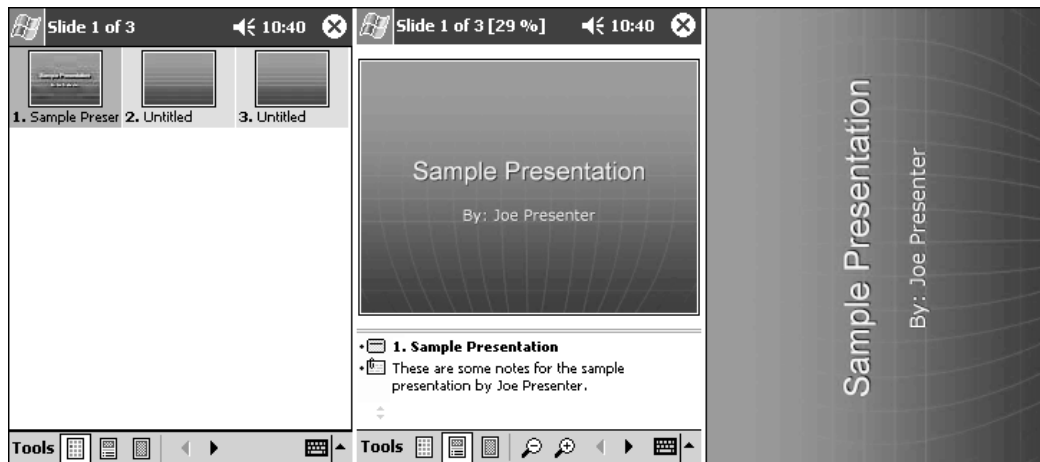 Slide 1 of 3
10:40
1. Sample Preser
2. Untitled
3. Untitled
Tools
Slide 1 of 3 [29 %]
10:40
Sample Presentation
By: Joe Presenter
1. Sample Presentation
These are some notes for the sample
presentation by Joe Presenter.
Tools
Sample Presentation
By: Joe Presenter